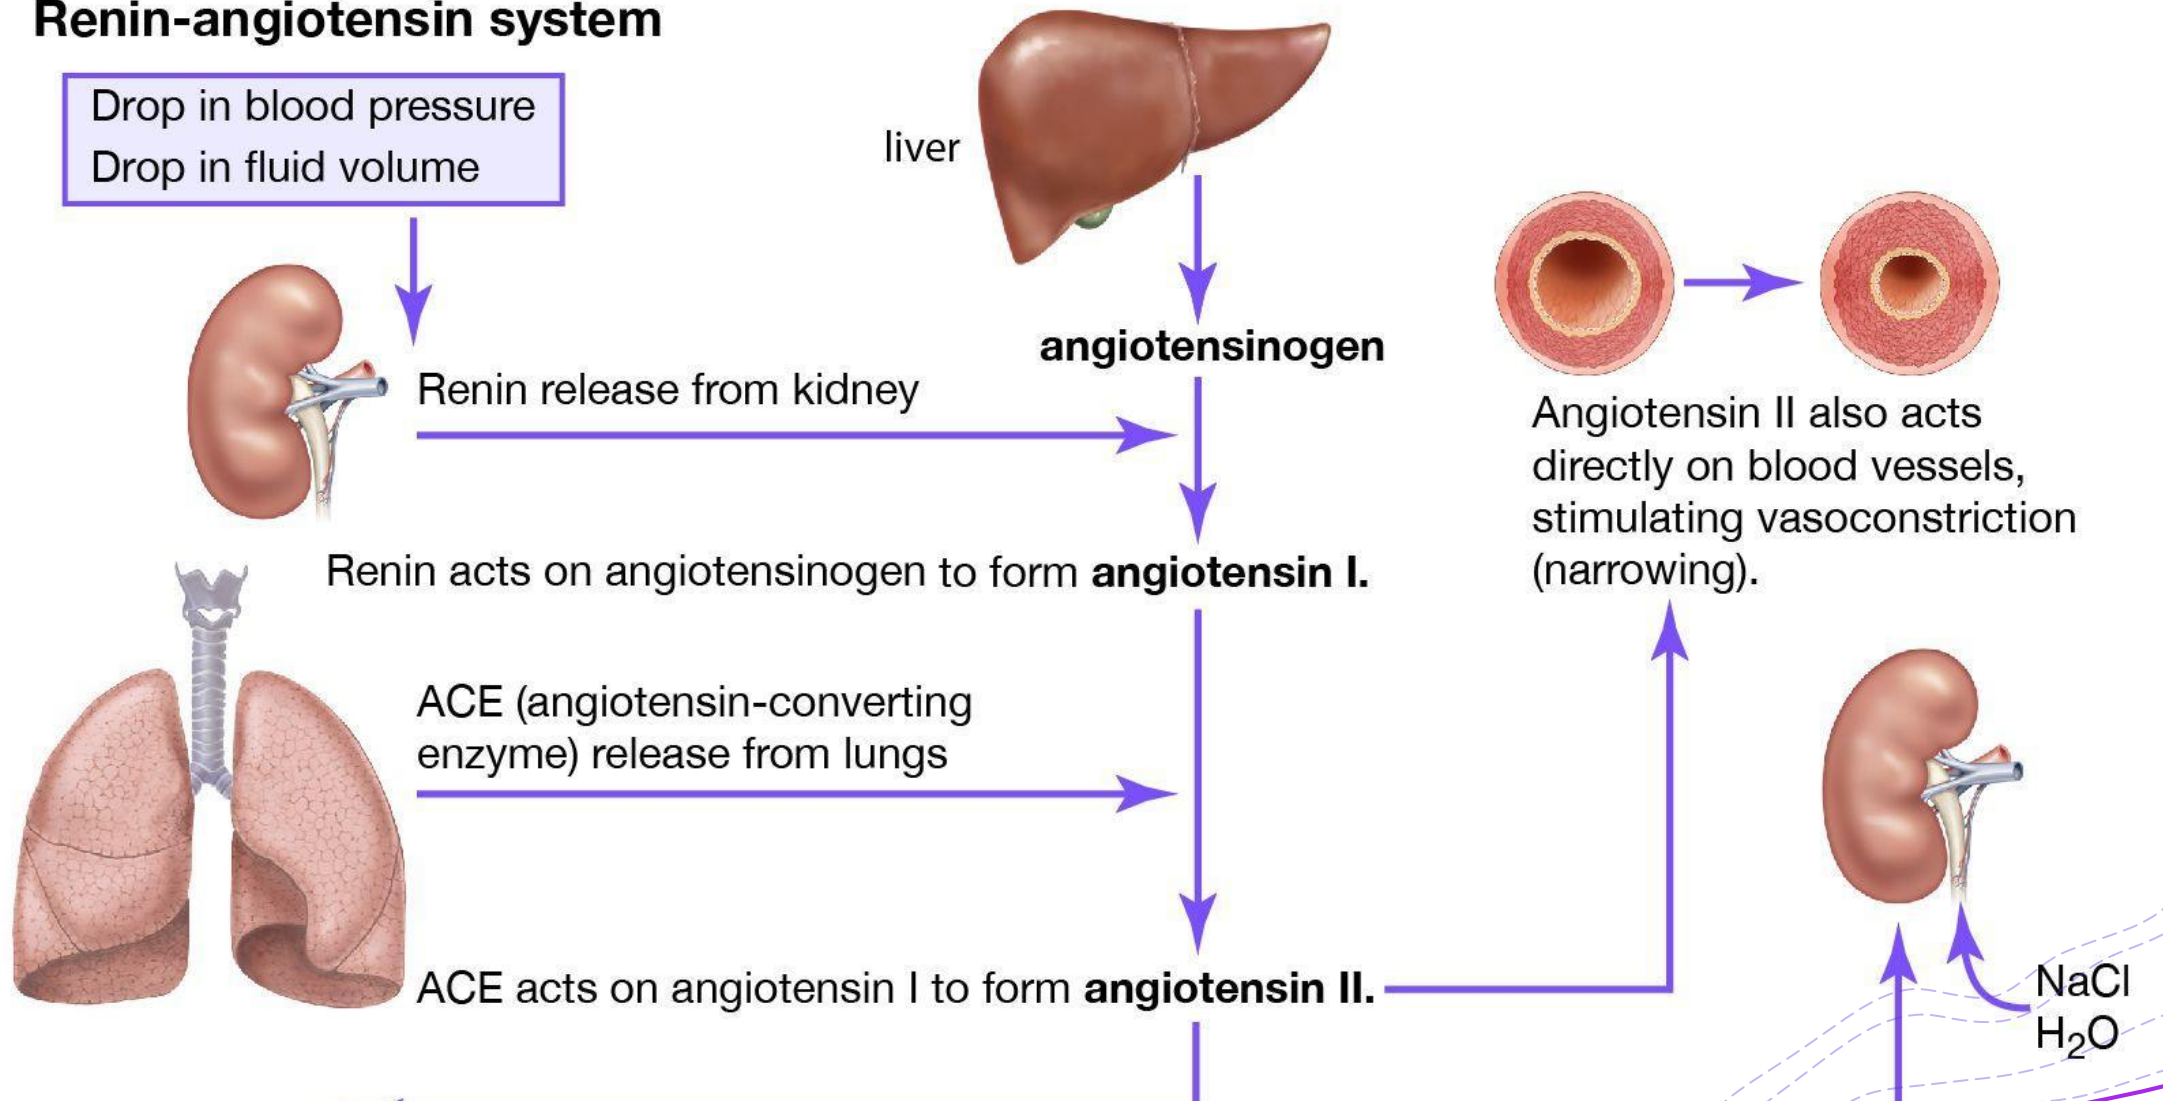 Renin-angiotensin system
Drop in blood pressure
Drop in fluid volume
liver
angiotensinogen
Renin release from kidney
Renin acts on angiotensinogen to form angiotensin I.
ACE (angiotensin-converting
enzyme) release from lungs
ACE acts on angiotensin I to form angiotensin II.
Angiotensin II also acts
directly on blood vessels,
stimulating vasoconstriction
(narrowing).
NaCl
H₂O